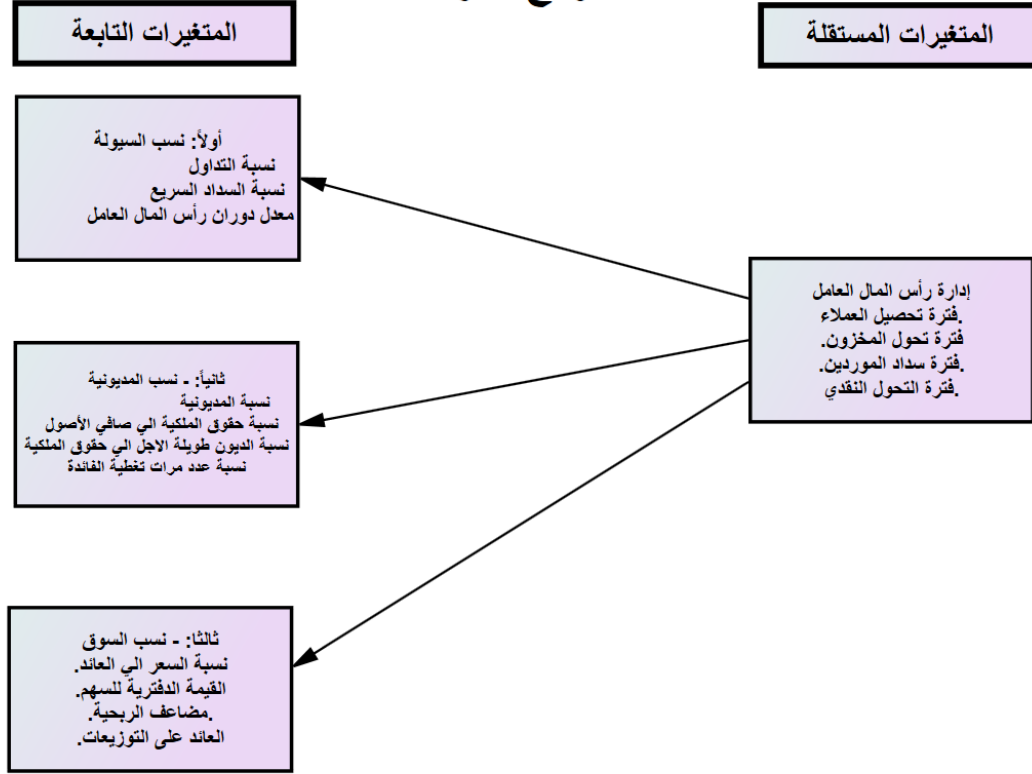 المتغيرات المستقلة
المتغيرات التابعة
أولاً: نسب السيولة
نسبة التداول
نسبة السداد السريع
معدل دوران رأس المال العامل
إدارة رأس المال العامل
.فترة تحصيل العملاء
فترة تحول المخزون.
.فترة سداد الموردين.
.فترة التحول النقدي
ثانياً: - نسب المديونية
نسبة المديونية
نسبة حقوق الملكية الي صافي الأصول
نسبة الديون طويلة الاجل الي حقوق الملكية
نسبة عدد مرات تغطية الفائدة
ثالثا: - نسب السوق
نسبة السعر الي العائد.
القيمة الدفترية للسهم.
.مضاعف الربحية.
العائد على التوزيعات.